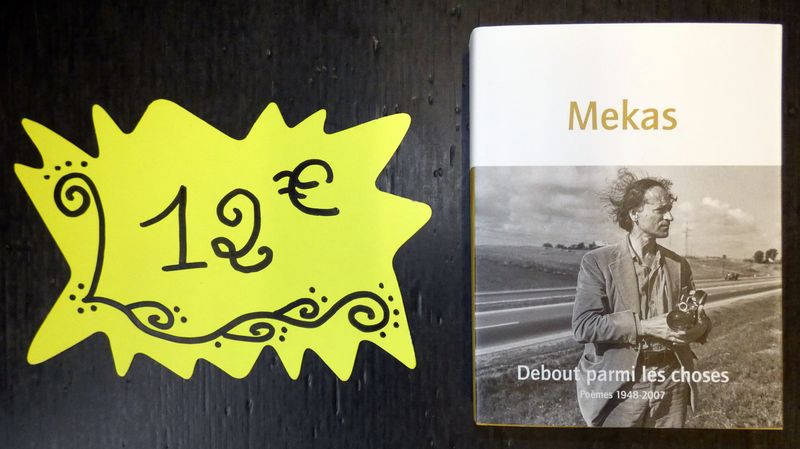 12 €
Mekas
Debout parmi les choses
Poèmes 1948-2007